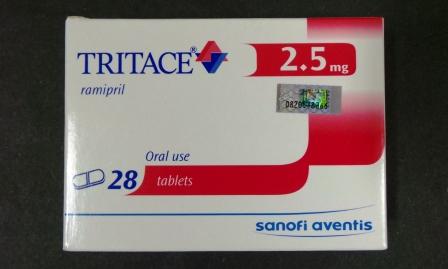 TRITACE®
2.5 mg
ramipril
Oral use
28 tablets
sanofi aventis